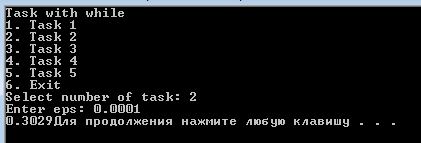 Task with while
1. Task 1
2. Task 2
3. Task 3
4. Task 4
5. Task 5
6. Exit
Select number of task: 2
Enter eps: 0.0001
0.3029Для продолжения нажмите любую клавишу . . .